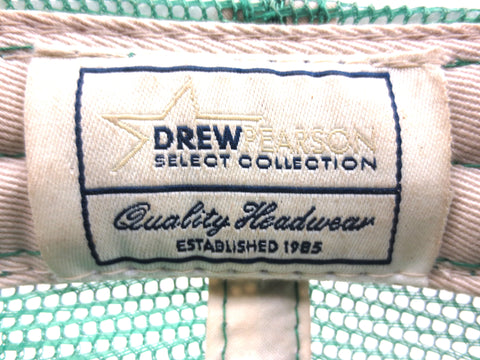 DREW PEARSON
SELECT COLLECTION
Quality Headwear
ESTABLISHED 1985